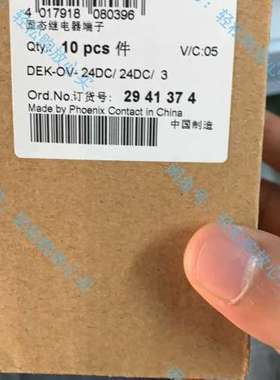 4 017918 080396
固态继电器端子
Qty.: 10 pcs 件 V/C:05
DEK-OV- 24DC/ 24DC/ 3
Ord.No.订货号: 29 41 37 4
Made by Phoenix Contact in China
中国制造